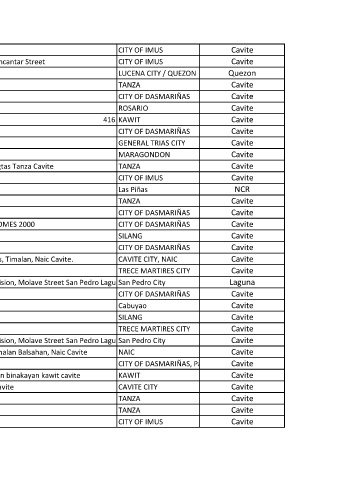 CITY OF IMUS Cavite
ncantar Street CITY OF IMUS Cavite
LUCENA CITY / QUEZON Quezon
TANZA Cavite
CITY OF DASMARIÑAS Cavite
ROSARIO Cavite
416 KAWIT Cavite
CITY OF DASMARIÑAS Cavite
GENERAL TRIAS CITY Cavite
MARAGONDON Cavite
gtas Tanza Cavite TANZA Cavite
CITY OF IMUS Cavite
Las Piñas NCR
TANZA Cavite
CITY OF DASMARIÑAS Cavite
OMES 2000 CITY OF DASMARIÑAS Cavite
SILANG Cavite
CITY OF DASMARIÑAS Cavite
s, Timalan, Naic Cavite. CAVITE CITY, NAIC Cavite
TRECE MARTIRES CITY Cavite
ision, Molave Street San Pedro Lagu San Pedro City Laguna
CITY OF DASMARIÑAS Cavite
Cabuyao Cavite
SILANG Cavite
TRECE MARTIRES CITY Cavite
ision, Molave Street San Pedro Lagu San Pedro City Cavite
malan Balsahan, Naic Cavite NAIC Cavite
CITY OF DASMARIÑAS, PA Cavite
n binakayan kawit cavite KAWIT Cavite
avite CAVITE CITY Cavite
TANZA Cavite
TANZA Cavite
CITY OF IMUS Cavite